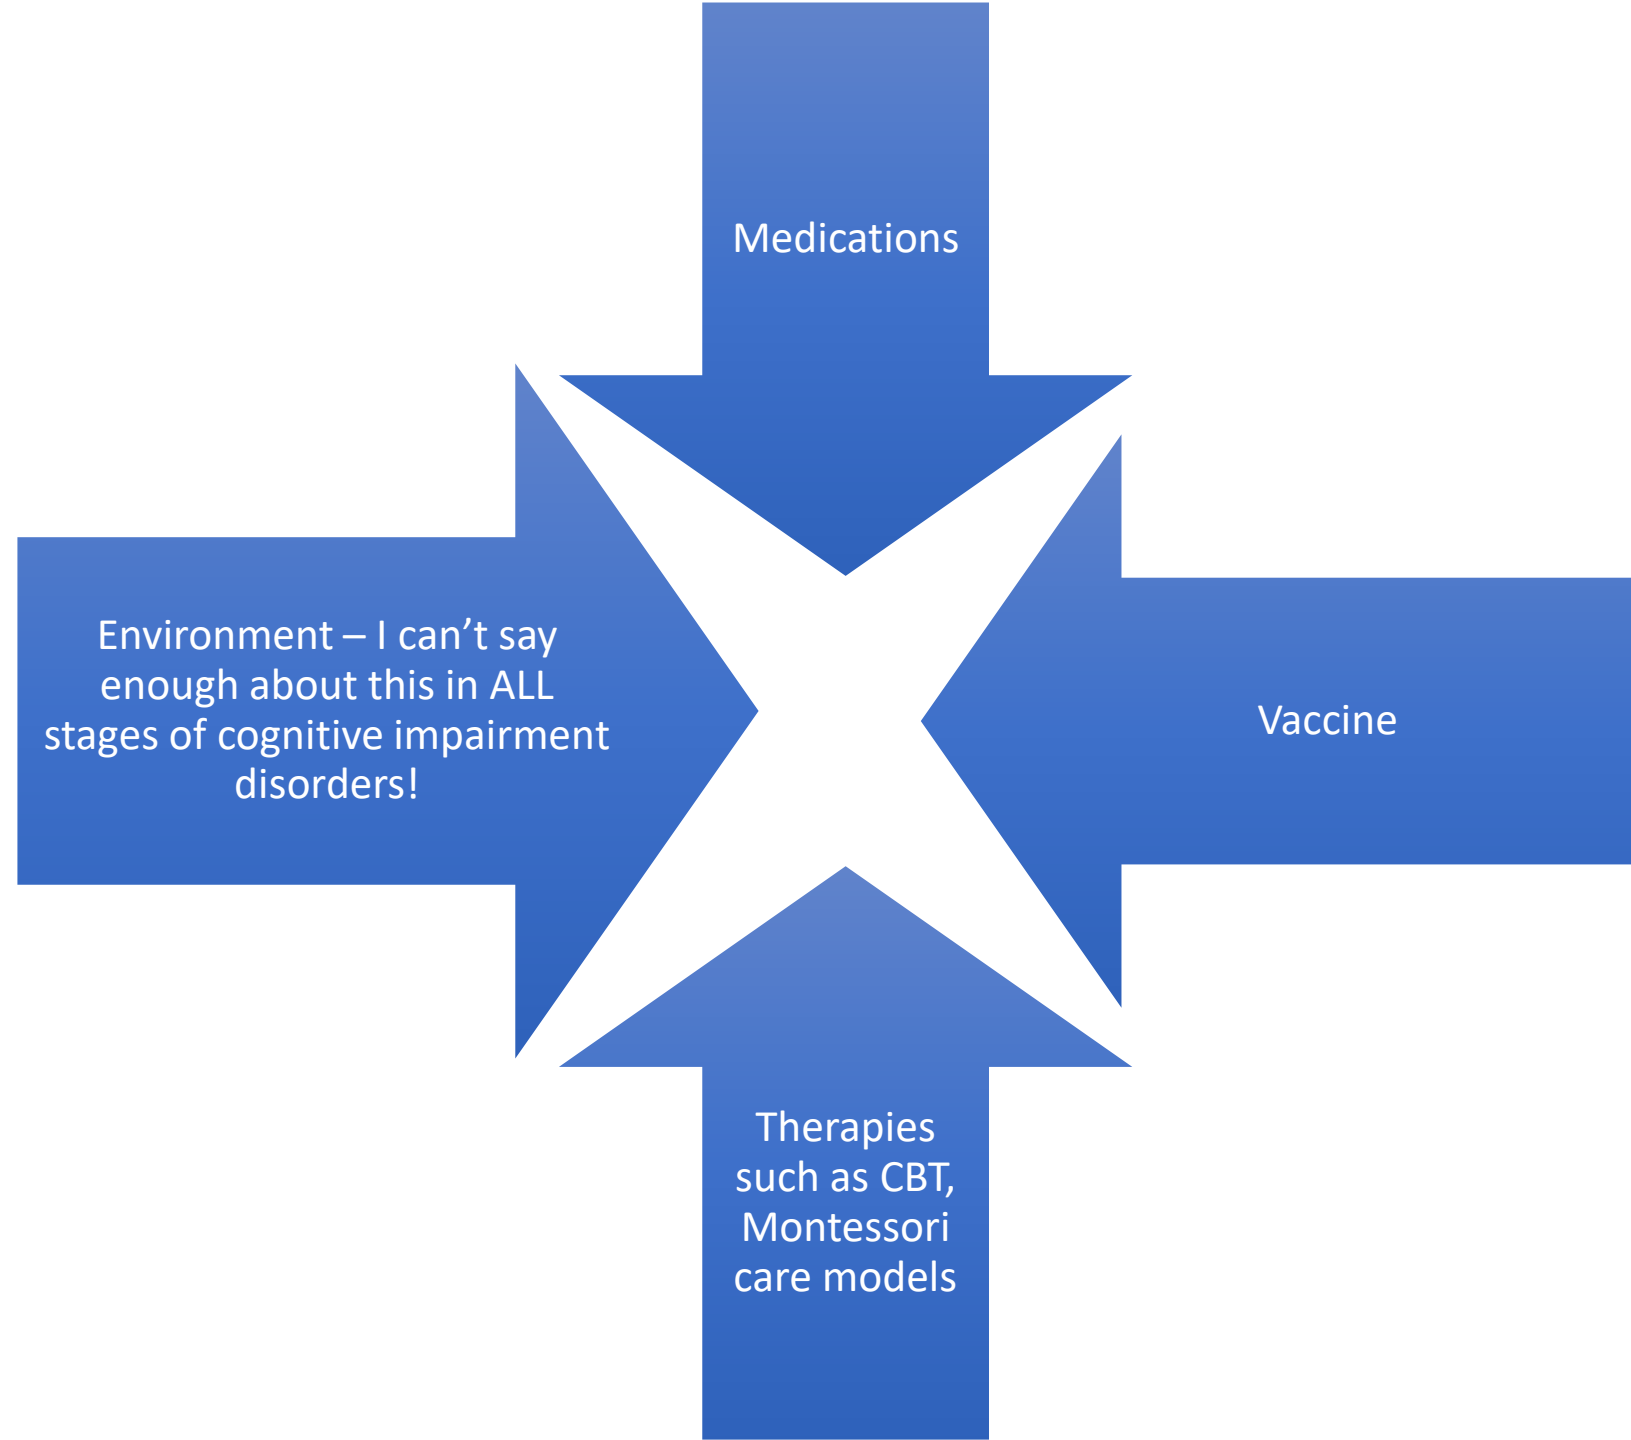 Medications
Environment – I can’t say
enough about this in ALL
stages of cognitive impairment
disorders!
Vaccine
Therapies
such as CBT,
Montessori
care models